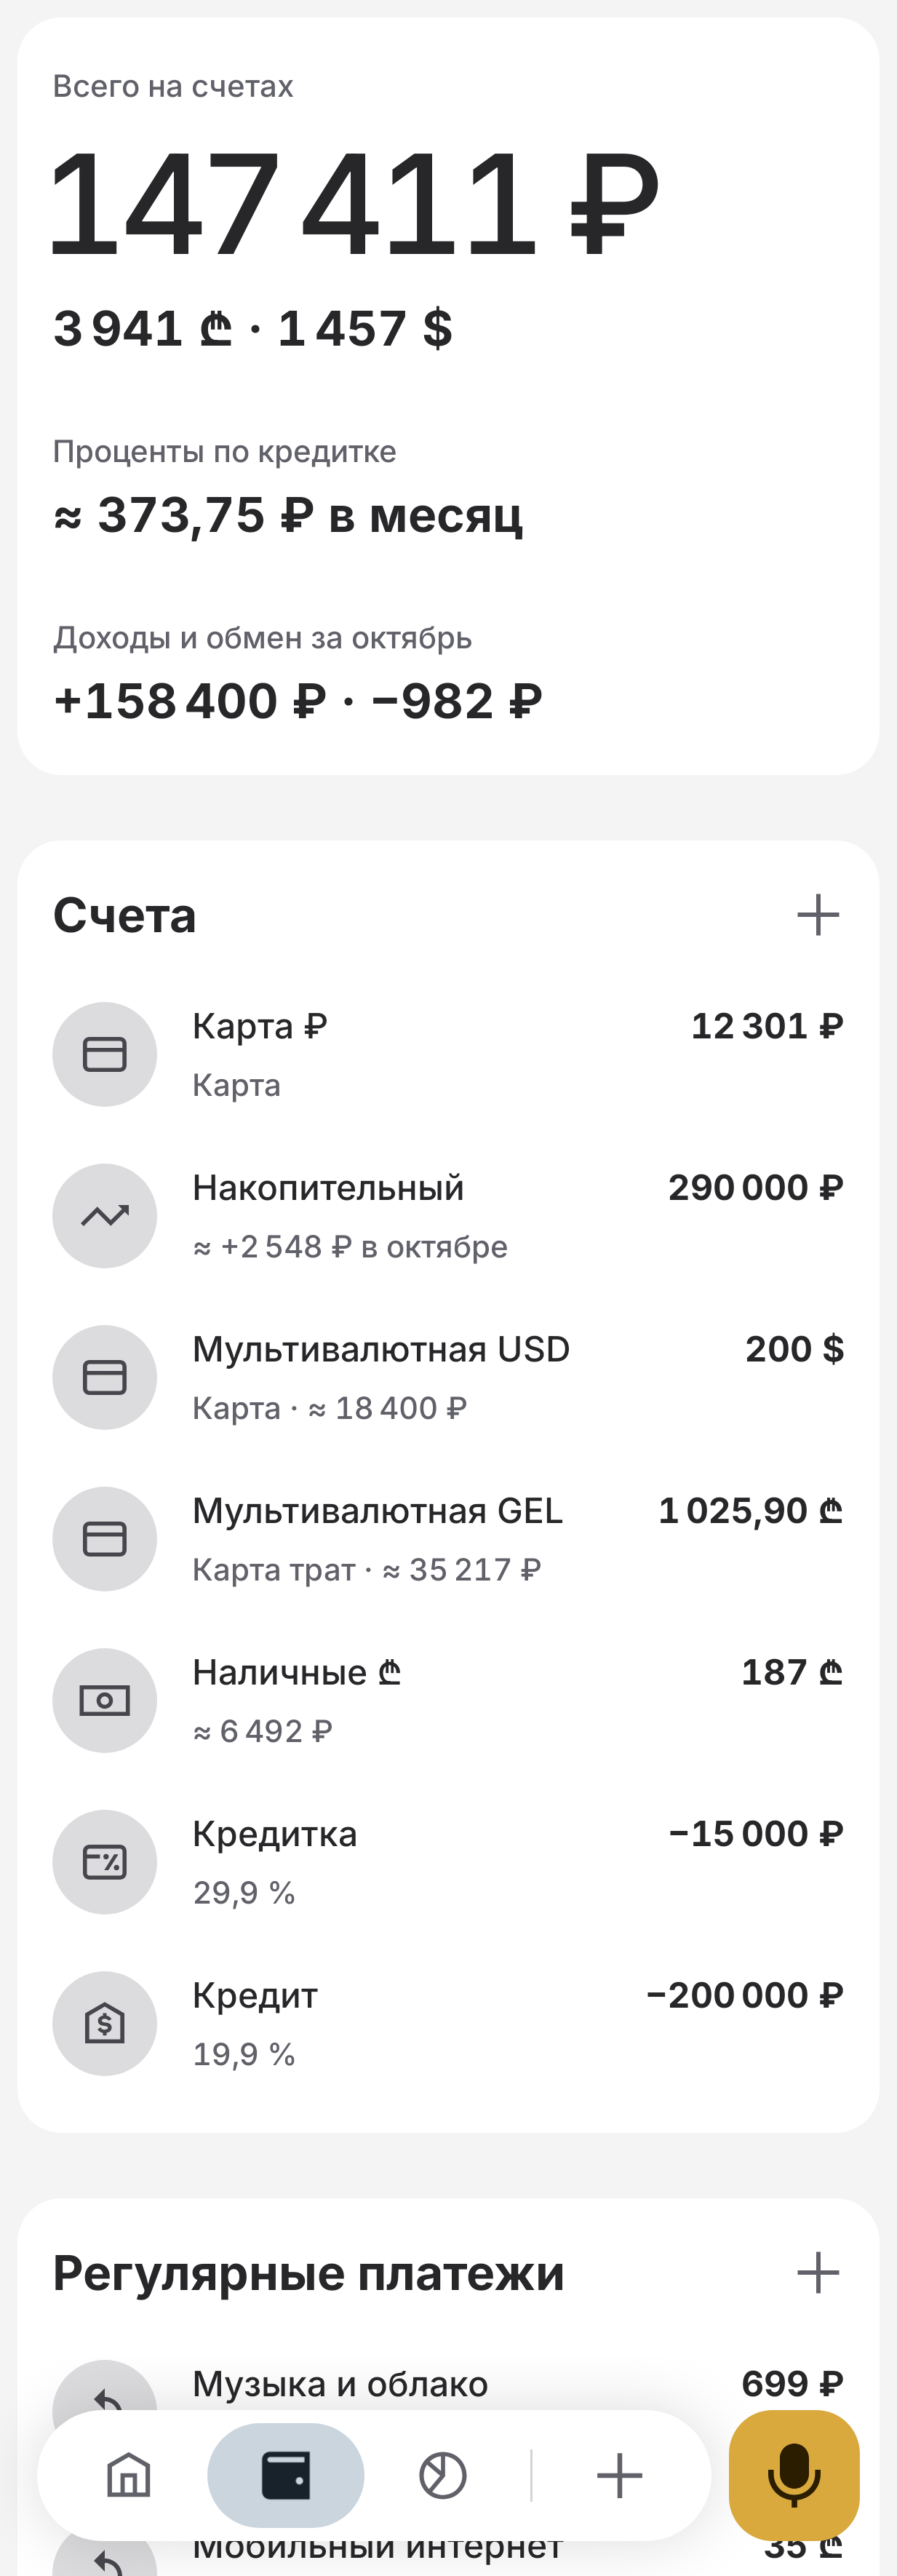 Всего на счетах
147 411 ₽
3 941 ₾ · 1 457 $
Проценты по кредитке
≈ 373,75 ₽ в месяц
Доходы и обмен за октябрь
+158 400 ₽ · −982 ₽
Счета
Карта ₽ 12 301 ₽
Карта
Накопительный 290 000 ₽
≈ +2 548 ₽ в октябре
Мультивалютная USD 200 $
Карта · ≈ 18 400 ₽
Мультивалютная GEL 1 025,90 ₾
Карта трат · ≈ 35 217 ₽
Наличные ₾ 187 ₾
≈ 6 492 ₽
Кредитка −15 000 ₽
29,9 %
Кредит −200 000 ₽
19,9 %
Регулярные платежи
Музыка и облако 699 ₽
Мобильный интернет 35 ₾